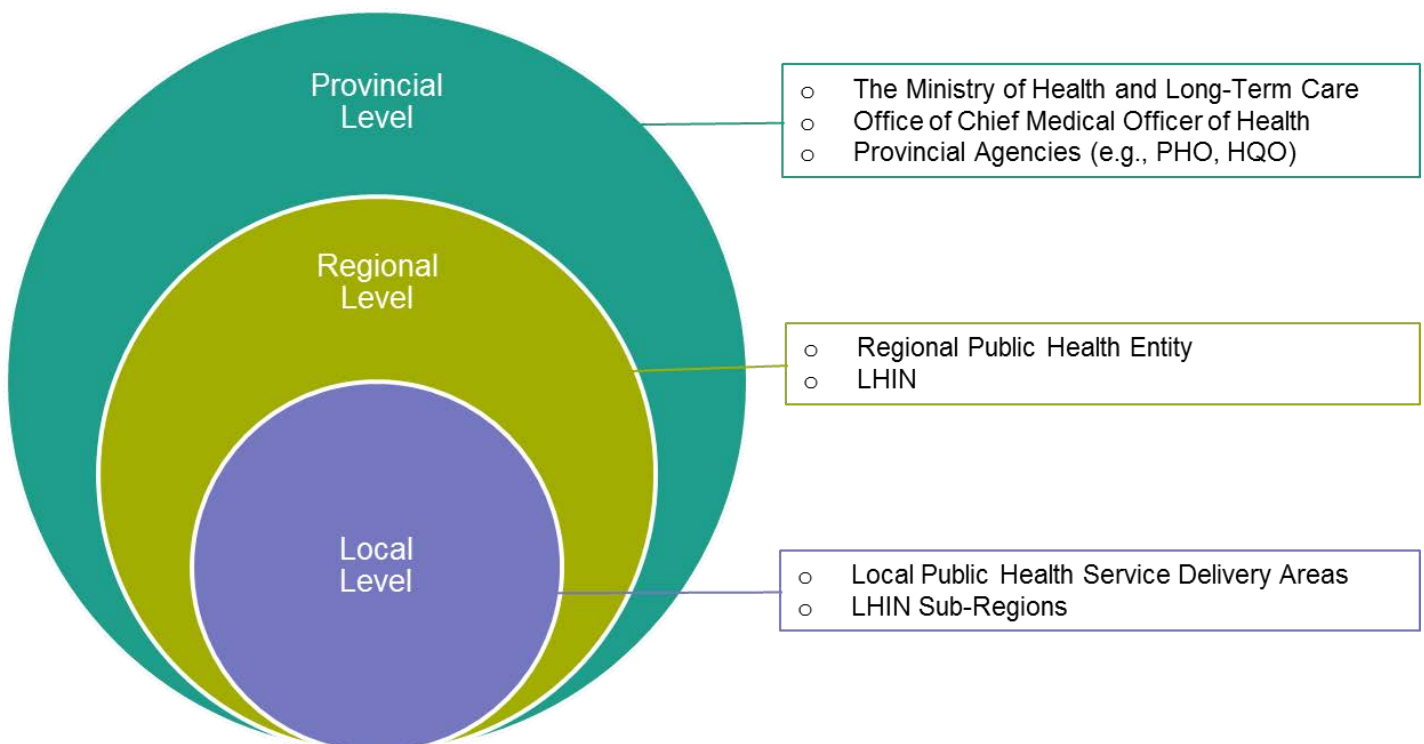 Provincial
Level
o The Ministry of Health and Long-Term Care
o Office of Chief Medical Officer of Health
o Provincial Agencies (e.g., PHO, HQO)
Regional
Level
o Regional Public Health Entity
o LHIN
Local
Level
o Local Public Health Service Delivery Areas
o LHIN Sub-Regions